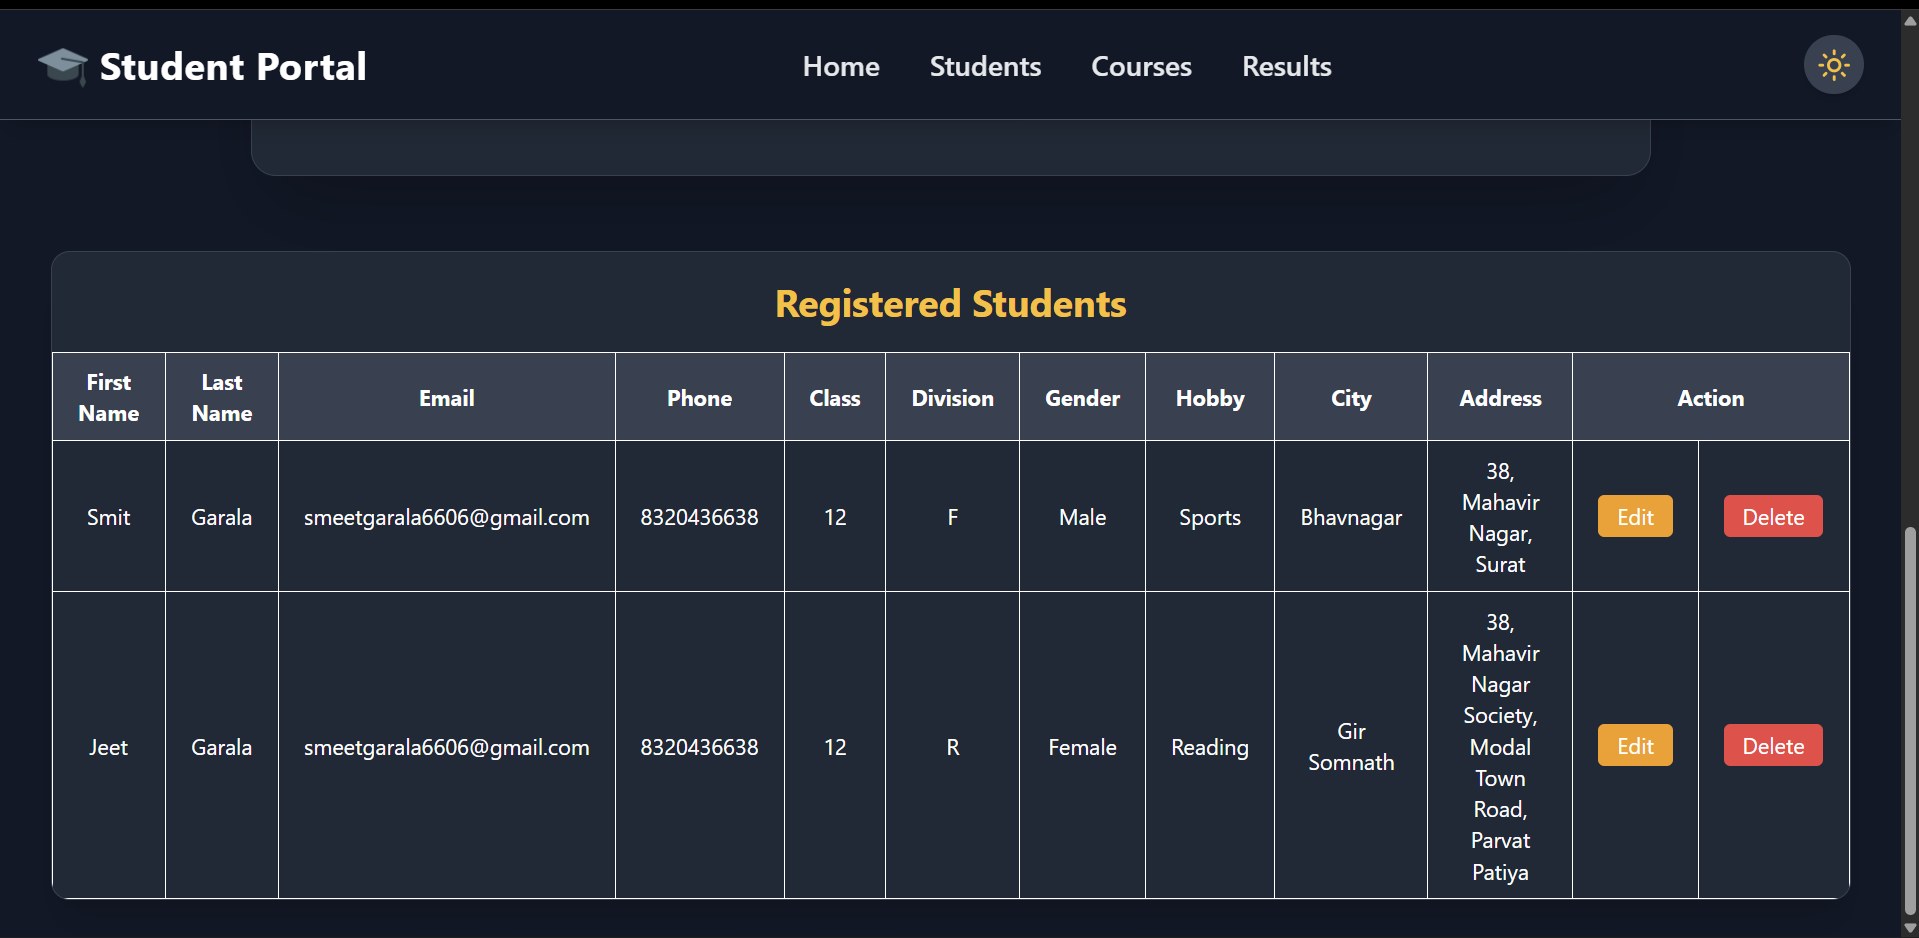 Student Portal
Home Students Courses Results
Registered Students
First Name Last Name Email Phone Class Division Gender Hobby City Address Action
Smit Garala smeetgarala6606@gmail.com 8320436638 12 F Male Sports Bhavnagar 38, Mahavir Nagar, Surat Edit Delete
Jeet Garala smeetgarala6606@gmail.com 8320436638 12 R Female Reading Gir Somnath 38, Mahavir Nagar Society, Modal Town Road, Parvat Patiya Edit Delete